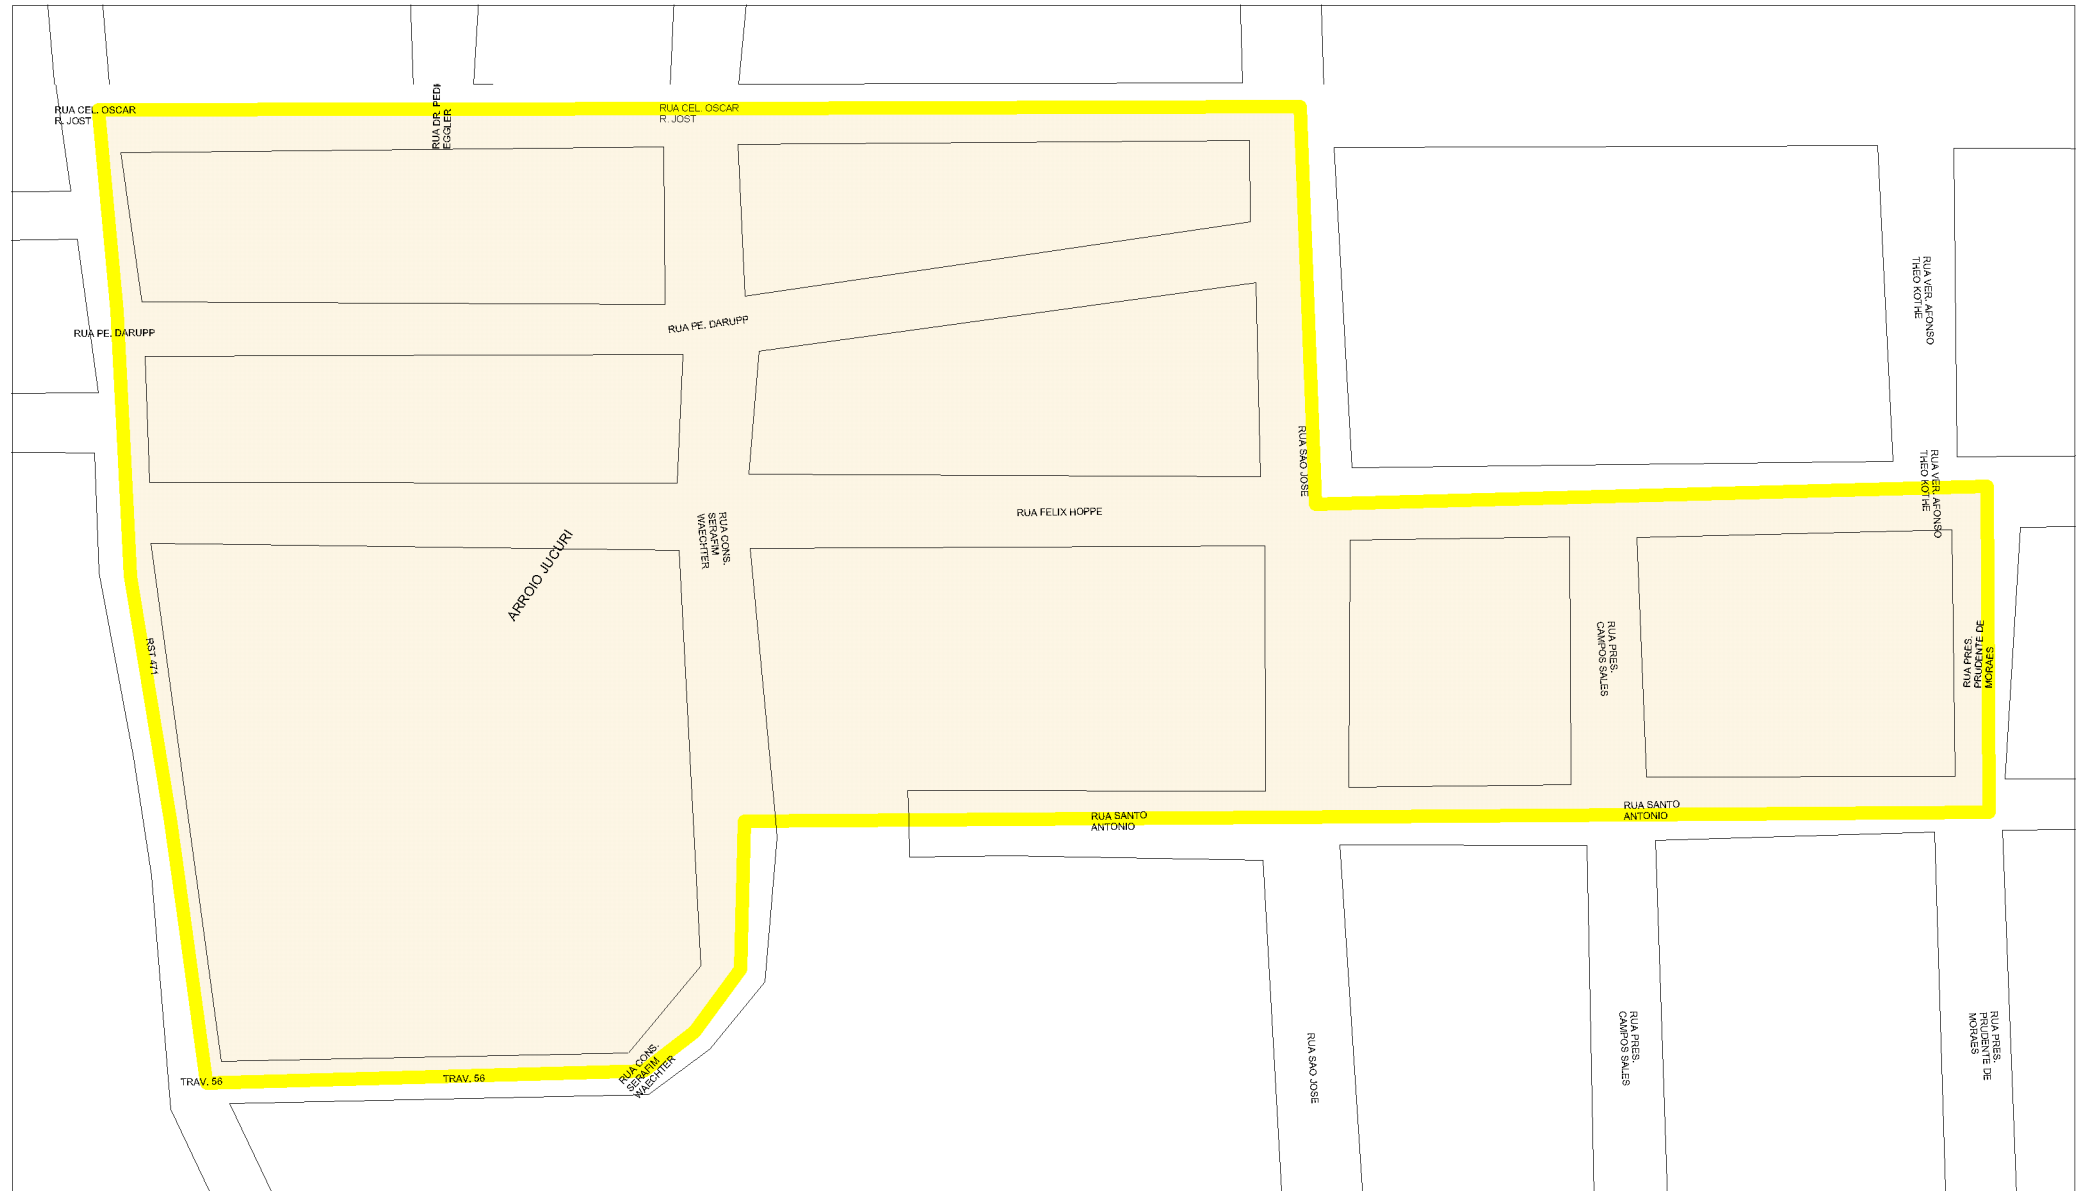 RUA CEL. OSCAR
R. JOST
RUA DR. PEDR
EGGLER
RUA CEL. OSCAR
R. JOST
RUA PE. DARUPP
RUA PE. DARUPP
RUA VER. AFONSO
THEO KOTHE
RUA SAO JOSE
RUA VER. AFONSO
THEO KOTHE
RUA FELIX HOPPE
RUA CONS.
SERAFIM
WAECHTER
ARROIO JUCURI
RST 471
RUA PRES.
CAMPOS SALES
RUA PRES.
PRUDENTE DE
MORAES
RUA SANTO
ANTONIO
RUA SANTO
ANTONIO
TRAV. 56
TRAV. 56
RUA CONS.
SERAFIM
WAECHTER
RUA SAO JOSE
RUA PRES.
CAMPOS SALES
RUA PRES.
PRUDENTE DE
MORAES